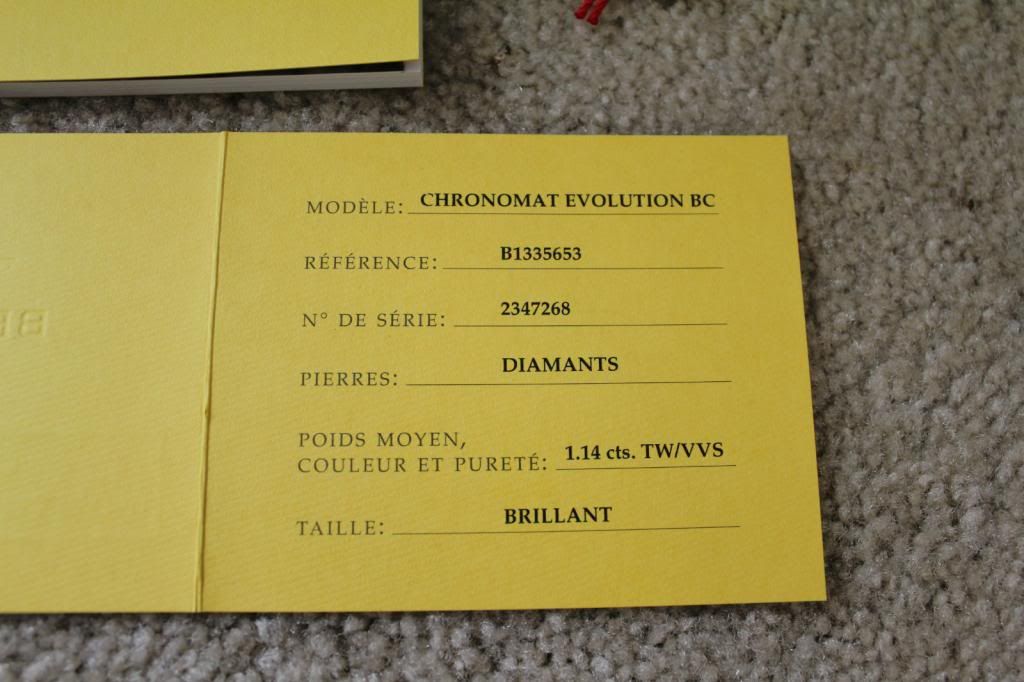 MODÈLE: CHRONOMAT EVOLUTION BC
RÉFÉRENCE: B1335653
N° DE SÉRIE: 2347268
PIERRES: DIAMANTS
POIDS MOYEN,
COULEUR ET PURETÉ: 1.14 cts. TW/VVS
TAILLE: BRILLANT